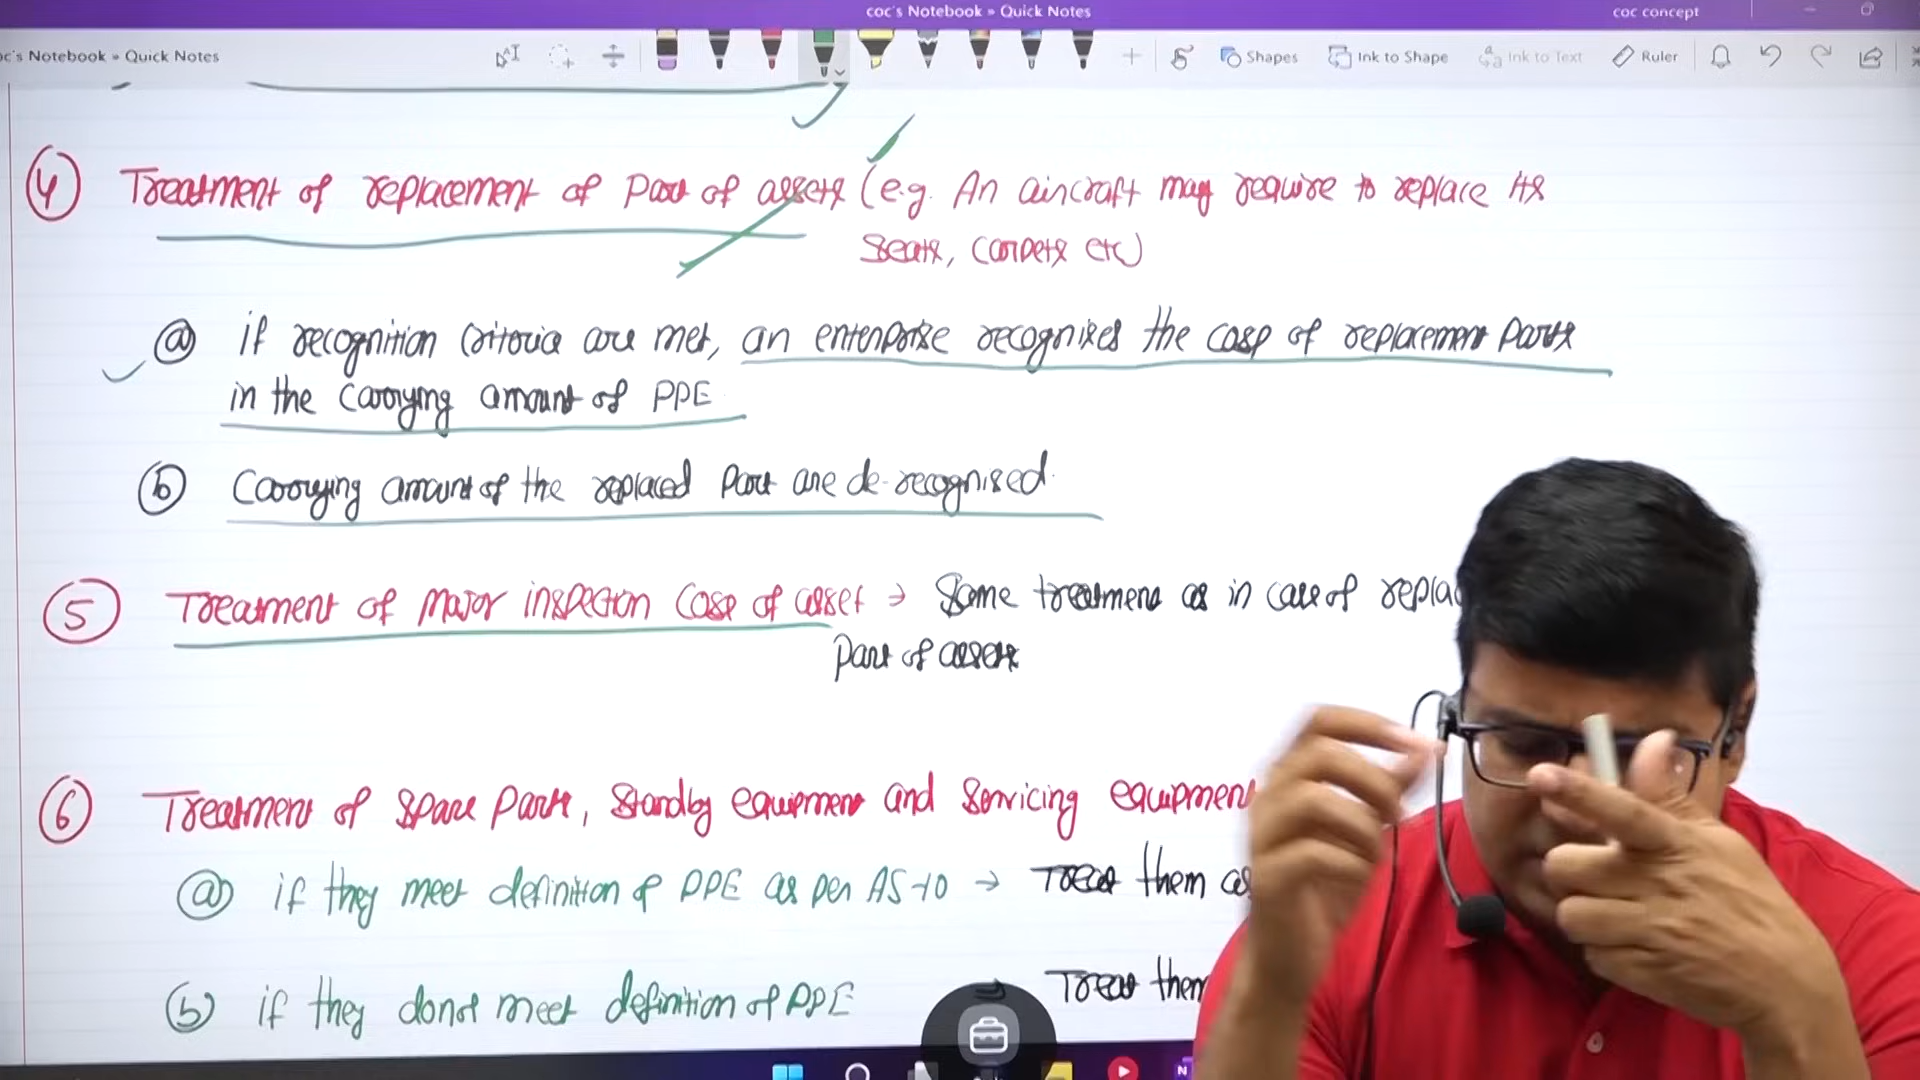 coc's Notebook » Quick Notes
coc concept
oc's Notebook » Quick Notes
Shapes
Ink to Shape
Ink to Text
Ruler
④ Treatment of replacement of Part of assets (e.g. An aircraft may require to replace its
Seats, Carpets etc)
ⓐ if recognition criteria are met, an enterprise recognises the cost of replacement parts
in the carrying amount of PPE
ⓑ Carrying amount of the replaced part are de-recognised.
⑤ Treatment of Major inspection Cost of asset → Same treatment as in case of replac
Part of assets
⑥ Treatment of Spare Parts, Standby equipment and Servicing equipment
ⓐ if they meet definition of PPE as per AS-10 → Treat them as
ⓑ if they donot meet definition of PPE → Treat them